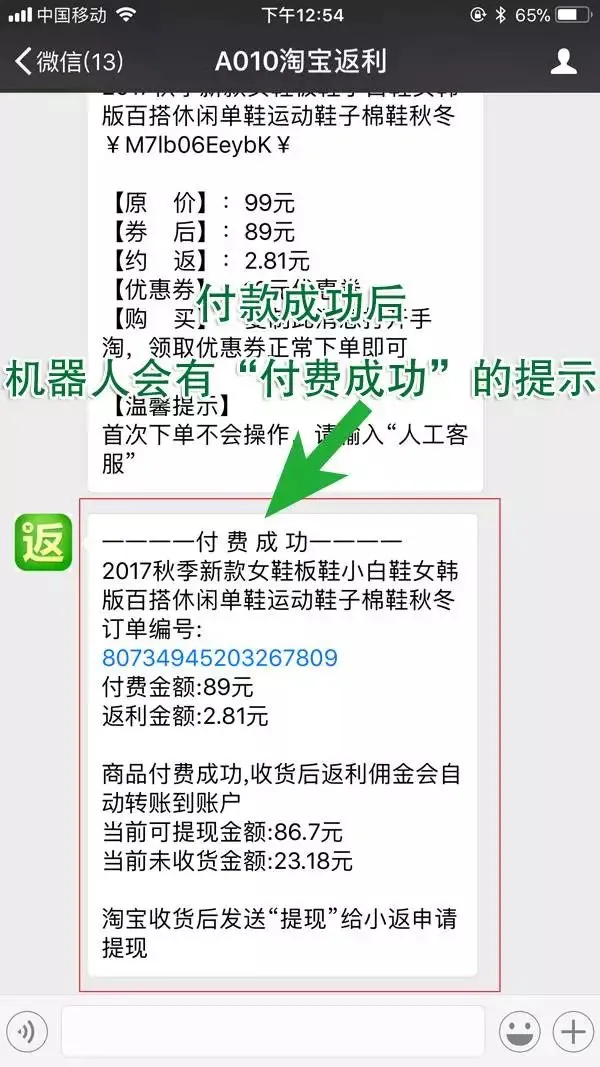 中国移动
下午12:54
65%
微信(13)
A010淘宝返利
版百搭休闲单鞋运动鞋子棉鞋秋冬
¥M7lb06EeybK¥
【原 价】：99元
【券 后】：89元
【约 返】：2.81元
【优惠券】
付款成功后
【购 买】
淘，领取优惠券正常下单即可
机器人会有“付费成功”的提示
【温馨提示】
首次下单不会操作，请输入“人工客
服”
返
————付 费 成 功————
2017秋季新款女鞋板鞋小白鞋女韩
版百搭休闲单鞋运动鞋子棉鞋秋冬
订单编号:
80734945203267809
付费金额:89元
返利金额:2.81元
商品付费成功,收货后返利佣金会自
动转账到账户
当前可提现金额:86.7元
当前未收货金额:23.18元
淘宝收货后发送“提现”给小返申请
提现